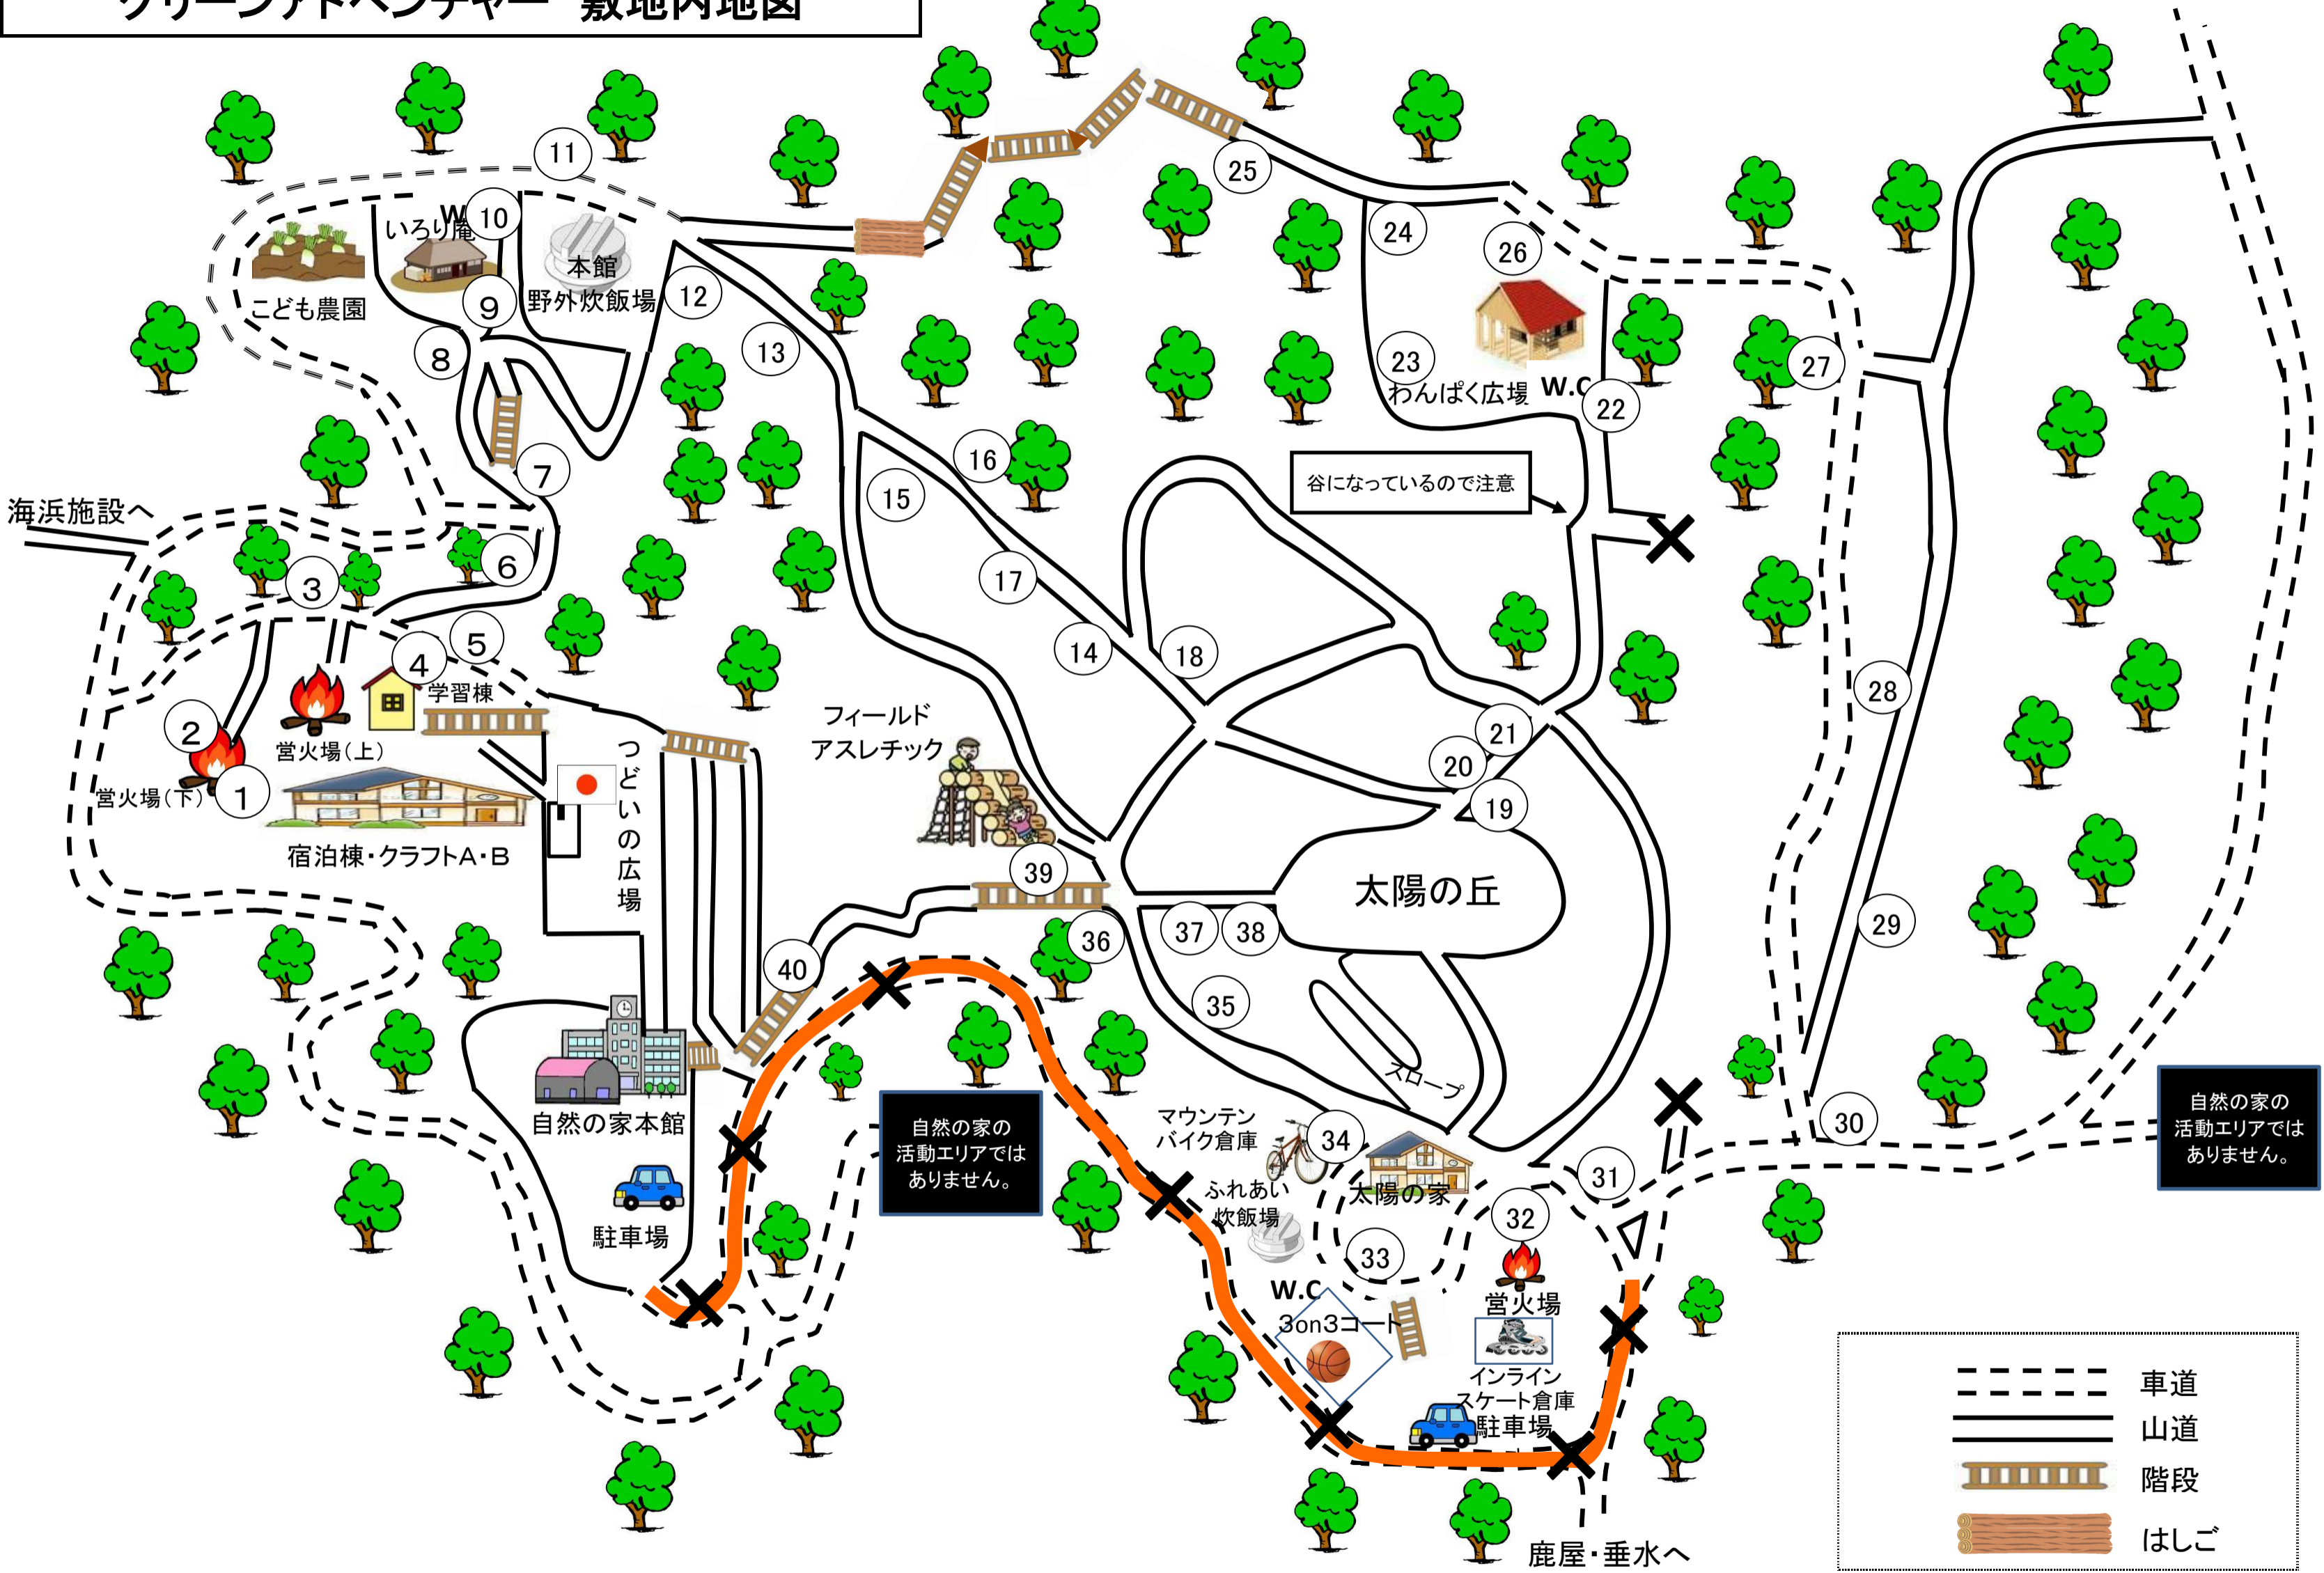 グリーンアドベンチャー 敷地内地図
11
25
10
W
いろり庵
24
26
本館
野外炊飯場
12
9
こども農園
13
8
23
27
わんぱく広場
W.C
22
16
7
15
谷になっているので注意
海浜施設へ
6
17
3
5
14
18
4
28
学習棟
2
フィールド
アスレチック
21
営火場(上)
20
つどいの広場
1
営火場(下)
19
宿泊棟・クラフトA・B
39
太陽の丘
37
38
29
36
40
35
スロープ
自然の家本館
自然の家の
活動エリアでは
ありません。
マウンテン
バイク倉庫
34
30
自然の家の
活動エリアでは
ありません。
31
ふれあい
炊飯場
太陽の家
32
駐車場
33
W.C
営火場
3on3コート
インライン
スケート倉庫
駐車場
車道
山道
階段
はしご
鹿屋・垂水へ